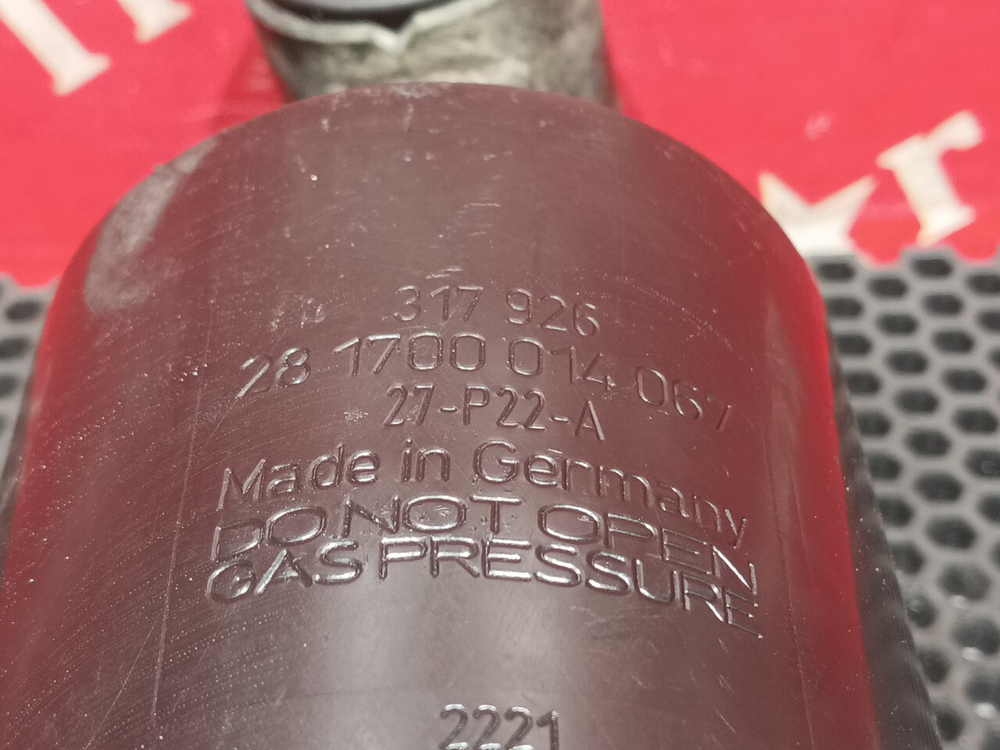 317 926
28 1700 014 067
27-P22-A
Made in Germany
DO NOT OPEN
GAS PRESSURE
2221